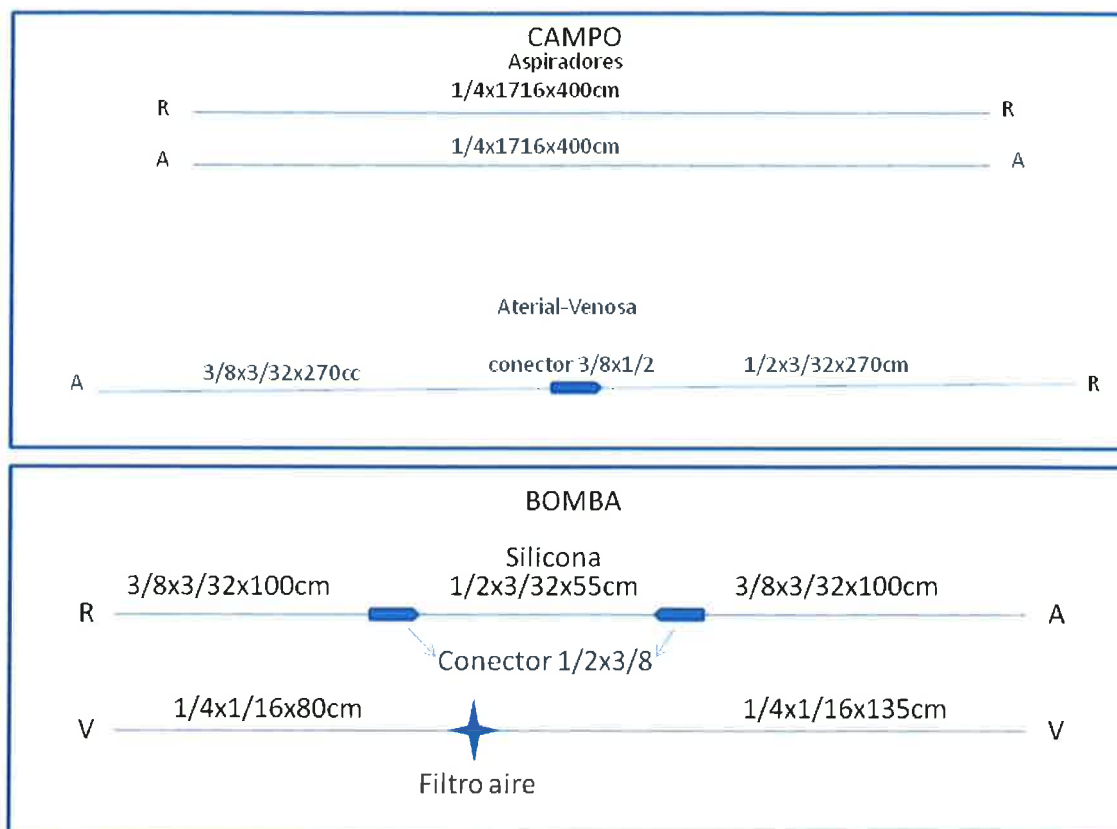 CAMPO
Aspiradores
1/4x1716x400cm
R R
1/4x1716x400cm
A A
Aterial-Venosa
3/8x3/32x270cc conector 3/8x1/2 1/2x3/32x270cm
A R
BOMBA
Silicona
3/8x3/32x100cm 1/2x3/32x55cm 3/8x3/32x100cm
R A
Conector 1/2x3/8
1/4x1/16x80cm 1/4x1/16x135cm
V V
Filtro aire